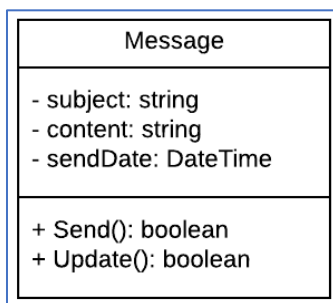 Message
- subject: string
- content: string
- sendDate: DateTime
+ Send(): boolean
+ Update(): boolean